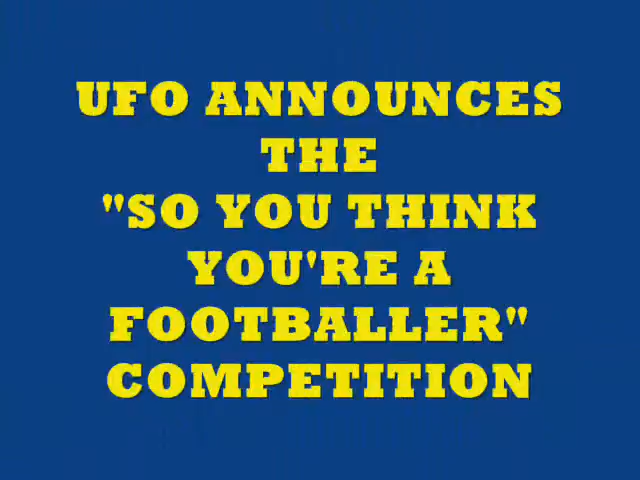 UFO ANNOUNCES
THE
"SO YOU THINK
YOU'RE A
FOOTBALLER"
COMPETITION